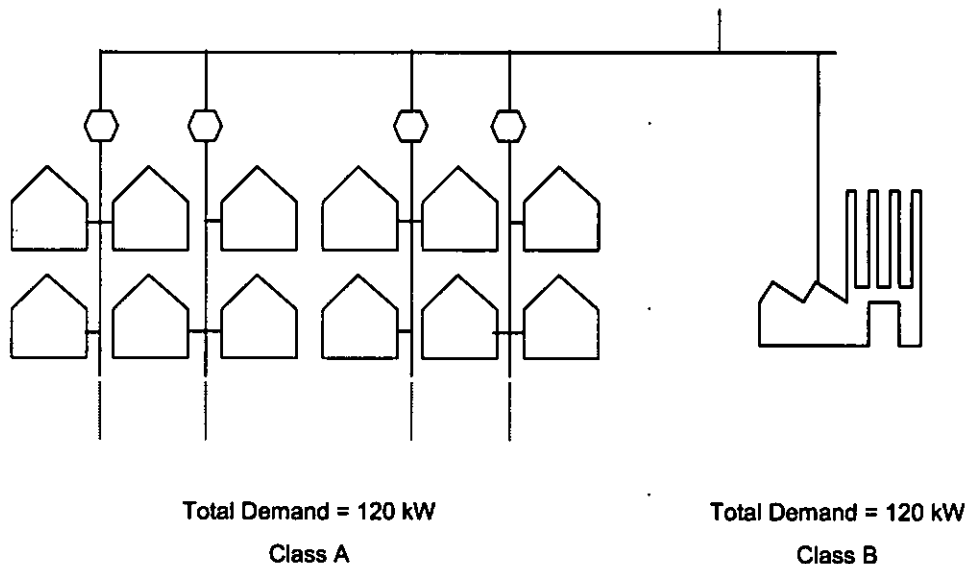 Total Demand = 120 kW
Class A
Total Demand = 120 kW
Class B